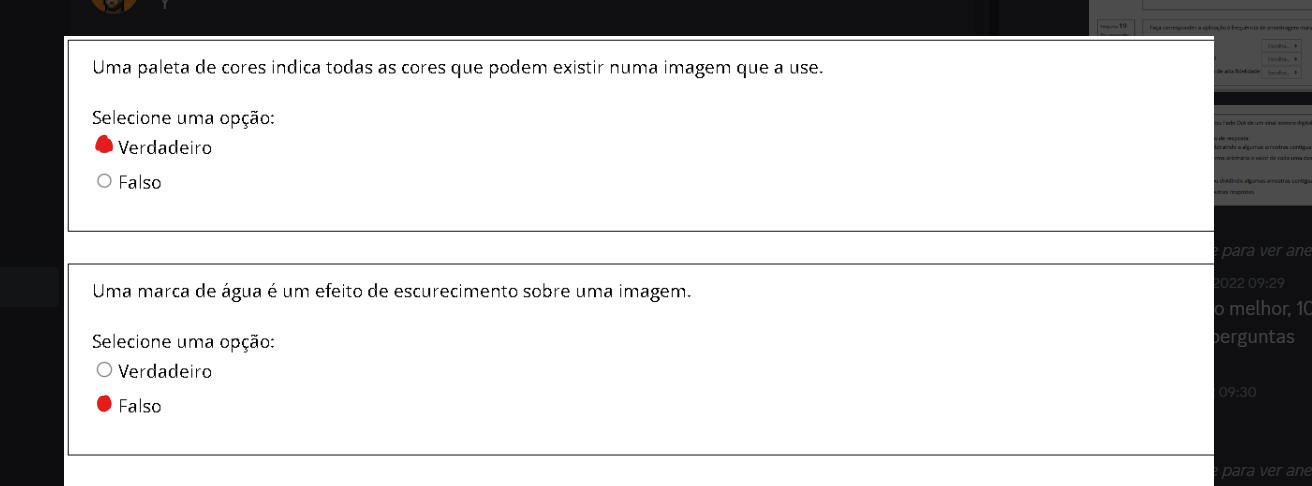 Uma paleta de cores indica todas as cores que podem existir numa imagem que a use.
Selecione uma opção:
Verdadeiro
Falso
Uma marca de água é um efeito de escurecimento sobre uma imagem.
Selecione uma opção:
Verdadeiro
Falso
19
para ver ane
2022 09:29
o melhor, 10
perguntas
09:30
para ver ane